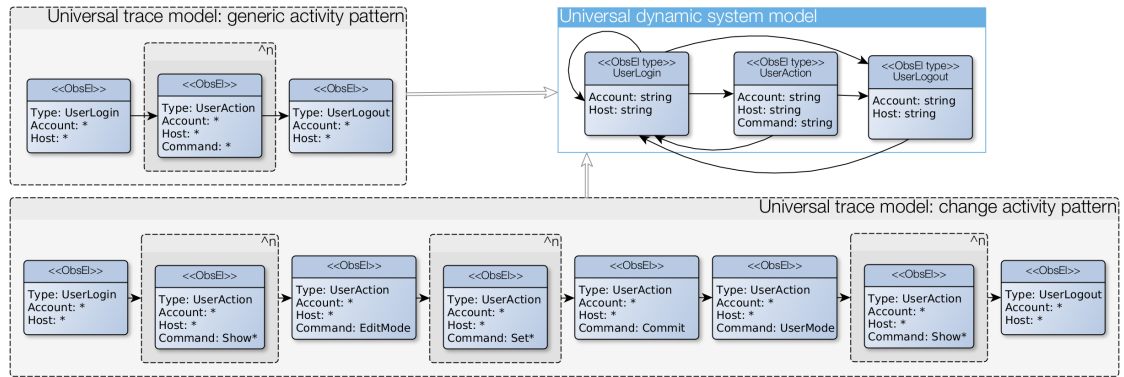 Universal trace model: generic activity pattern
^n
<<ObsEl>>
Type: UserLogin
Account: *
Host: *
<<ObsEl>>
Type: UserAction
Account: *
Host: *
Command: *
<<ObsEl>>
Type: UserLogout
Account: *
Host: *
Universal dynamic system model
<<ObsEl type>>
UserLogin
Account: string
Host: string
<<ObsEl type>>
UserAction
Account: string
Host: string
Command: string
<<ObsEl type>>
UserLogout
Account: string
Host: string
Universal trace model: change activity pattern
<<ObsEl>>
Type: UserLogin
Account: *
Host: *
^n
<<ObsEl>>
Type: UserAction
Account: *
Host: *
Command: Show*
<<ObsEl>>
Type: UserAction
Account: *
Host: *
Command: EditMode
^n
<<ObsEl>>
Type: UserAction
Account: *
Host: *
Command: Set*
<<ObsEl>>
Type: UserAction
Account: *
Host: *
Command: Commit
<<ObsEl>>
Type: UserAction
Account: *
Host: *
Command: UserMode
^n
<<ObsEl>>
Type: UserAction
Account: *
Host: *
Command: Show*
<<ObsEl>>
Type: UserLogout
Account: *
Host: *